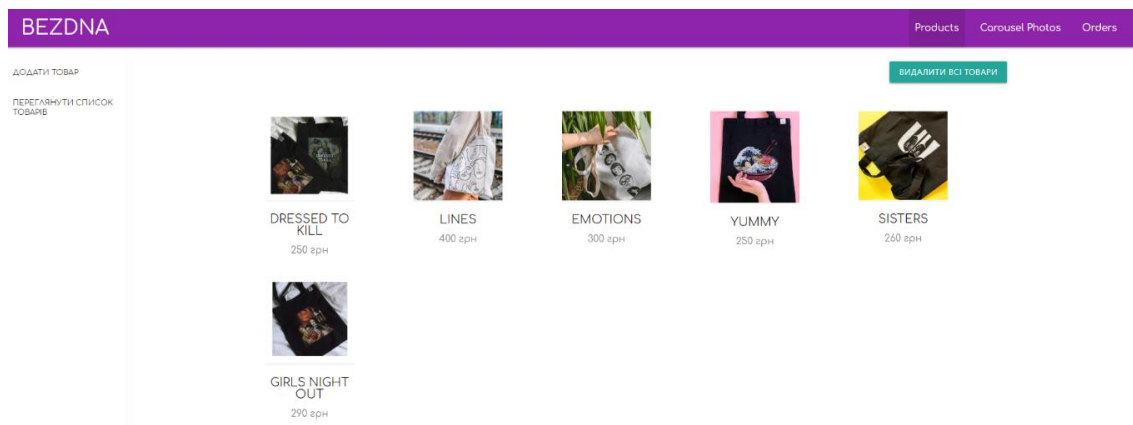 BEZDNA
Products Carousel Photos Orders
ДОДАТИ ТОВАР
ПЕРЕГЛЯНУТИ СПИСОК
ТОВАРІВ
ВИДАЛИТИ ВСІ ТОВАРИ
DRESSED TO
KILL
250 грн
LINES
400 грн
EMOTIONS
300 грн
YUMMY
250 грн
SISTERS
260 грн
GIRLS NIGHT
OUT
290 грн